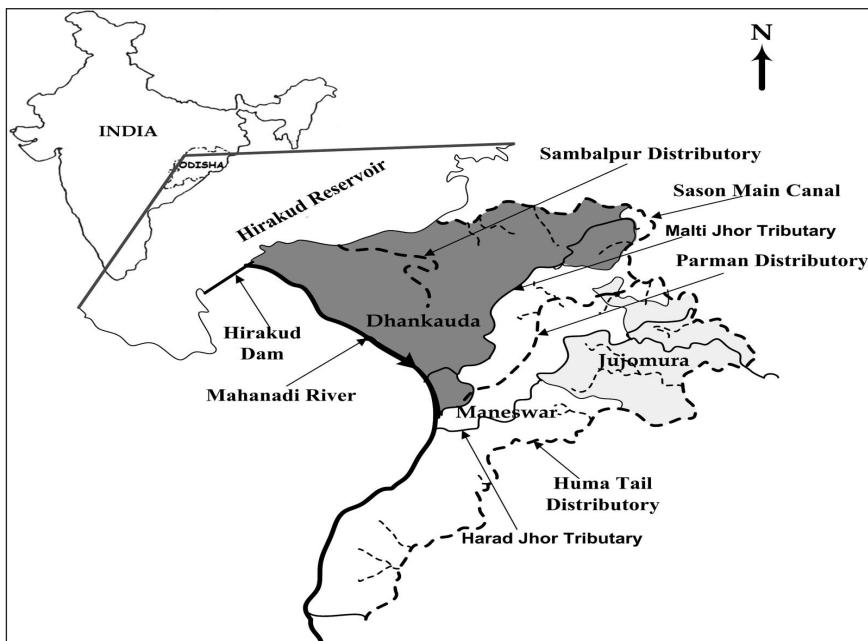 N
INDIA
ODISHA
Hirakud Reservoir
Sambalpur Distributory
Sason Main Canal
Malti Jhor Tributary
Parman Distributory
Dhankauda
Hirakud
Dam
Mahanadi River
Jujomura
Maneswar
Huma Tail
Distributory
Harad Jhor Tributary